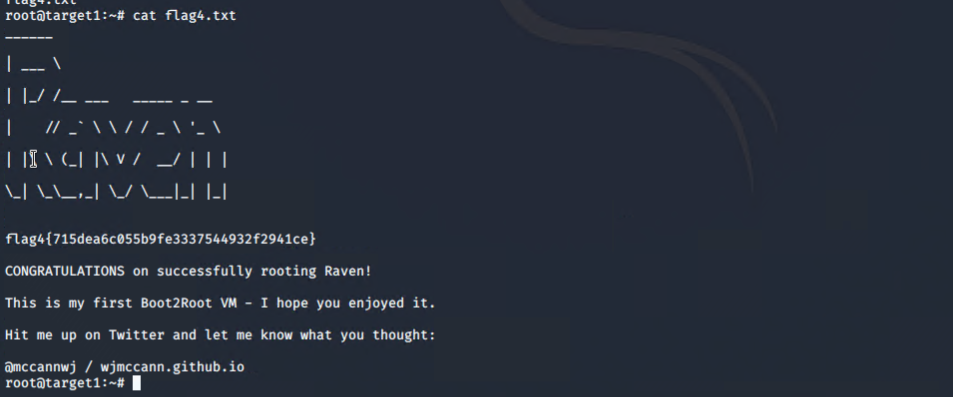 flag4.txt
root@target1:~# cat flag4.txt
______
| ___ \
| |_/ /__ ___   _____ _ __
|    // _` \ \ / / _ \ '_ \
| | \ (_| |\ V /  __/ | | |
\_| \_\__,_| \_/ \___|_| |_|
flag4{715dea6c055b9fe3337544932f2941ce}
CONGRATULATIONS on successfully rooting Raven!
This is my first Boot2Root VM - I hope you enjoyed it.
Hit me up on Twitter and let me know what you thought:
@mccannwj / wjmccann.github.io
root@target1:~#